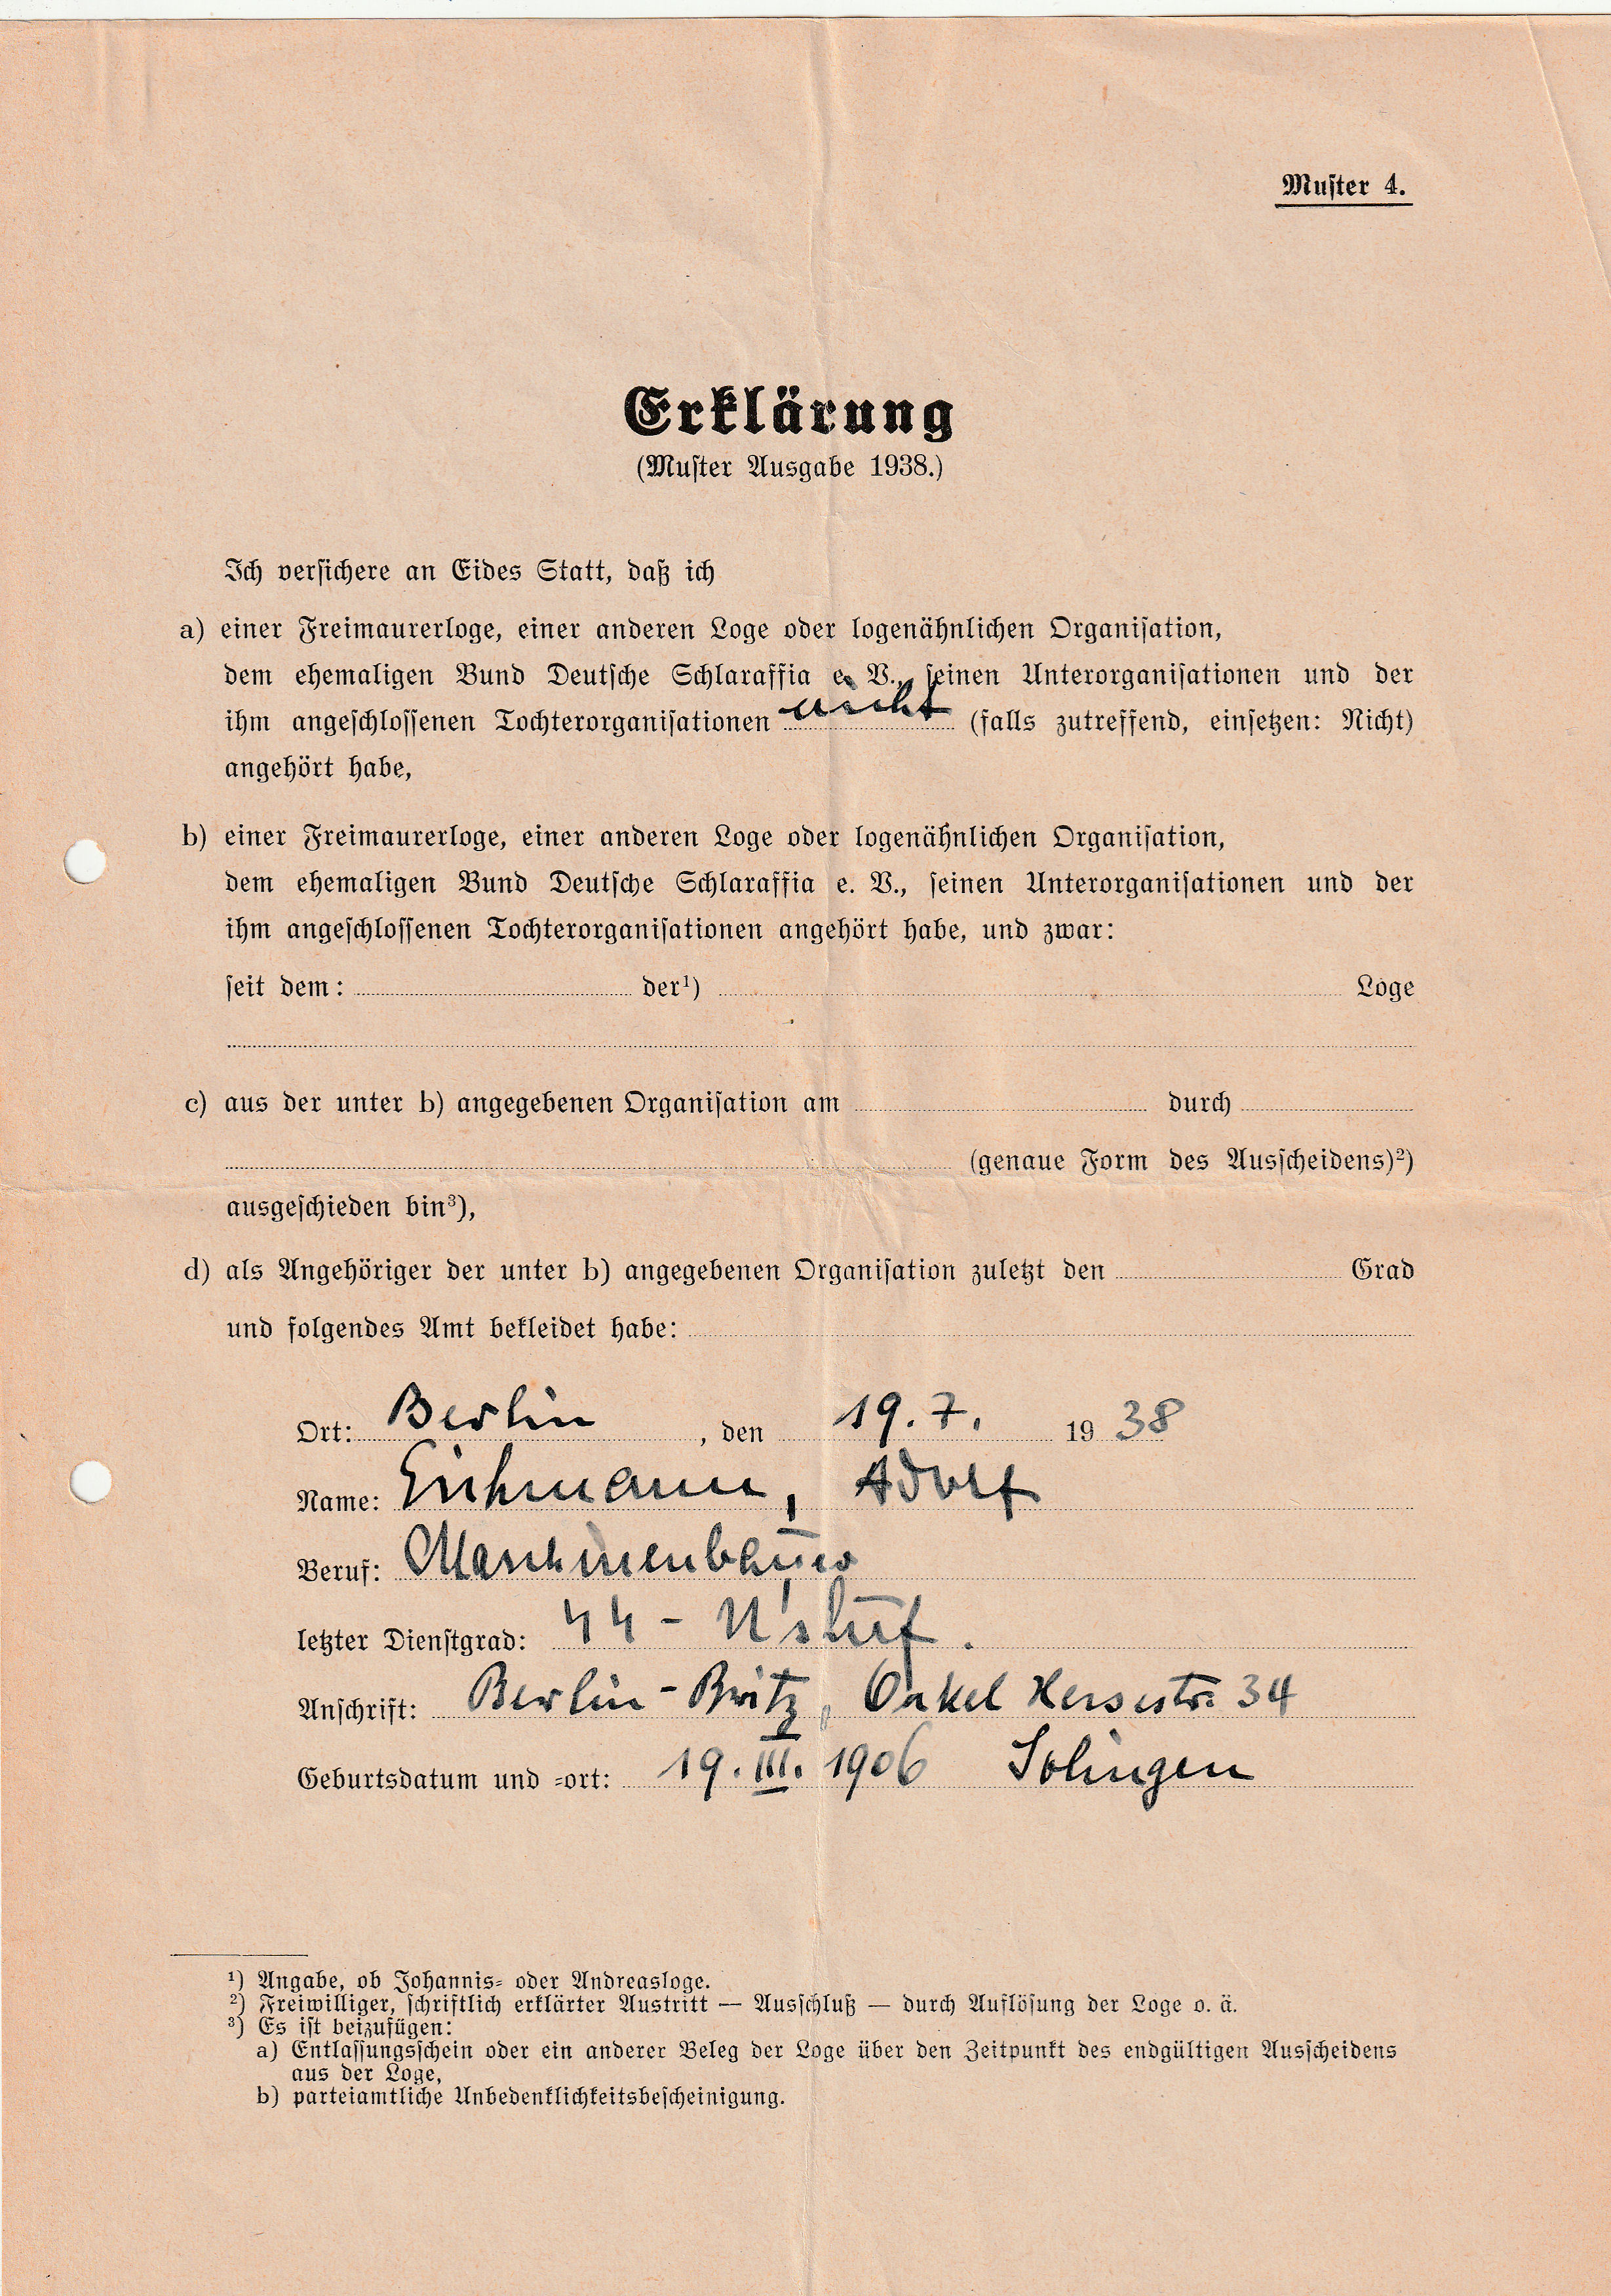 Muster 4.
Erklärung
(Muster Ausgabe 1938.)
Ich versichere an Eides Statt, daß ich
a) einer Freimaurerloge, einer anderen Loge oder logenähnlichen Organisation,
dem ehemaligen Bund Deutsche Schlaraffia e. V., seinen Unterorganisationen und der
ihm angeschlossenen Tochterorganisationen nicht (falls zutreffend, einsetzen: Nicht)
angehört habe,
b) einer Freimaurerloge, einer anderen Loge oder logenähnlichen Organisation,
dem ehemaligen Bund Deutsche Schlaraffia e. V., seinen Unterorganisationen und der
ihm angeschlossenen Tochterorganisationen angehört habe, und zwar:
seit dem: der¹) Loge
c) aus der unter b) angegebenen Organisation am durch
(genaue Form des Ausscheidens)²)
ausgeschieden bin³),
d) als Angehöriger der unter b) angegebenen Organisation zuletzt den Grad
und folgendes Amt bekleidet habe:
Ort: Berlin, den 19. 7. 1938
Name: Eichmann, Adolf
Beruf: Maschinenbauer
letzter Dienstgrad: SS - U'stuf.
Anschrift: Berlin-Britz, Onkel Hersestr. 34
Geburtsdatum und =ort: 19. III. 1906 Solingen
¹) Angabe, ob Johannis= oder Andreasloge.
²) Freiwilliger, schriftlich erklärter Austritt — Ausschluß — durch Auflösung der Loge o. ä.
³) Es ist beizufügen:
a) Entlassungsschein oder ein anderer Beleg der Loge über den Zeitpunkt des endgültigen Ausscheidens
aus der Loge,
b) parteiamtliche Unbedenklichkeitsbescheinigung.